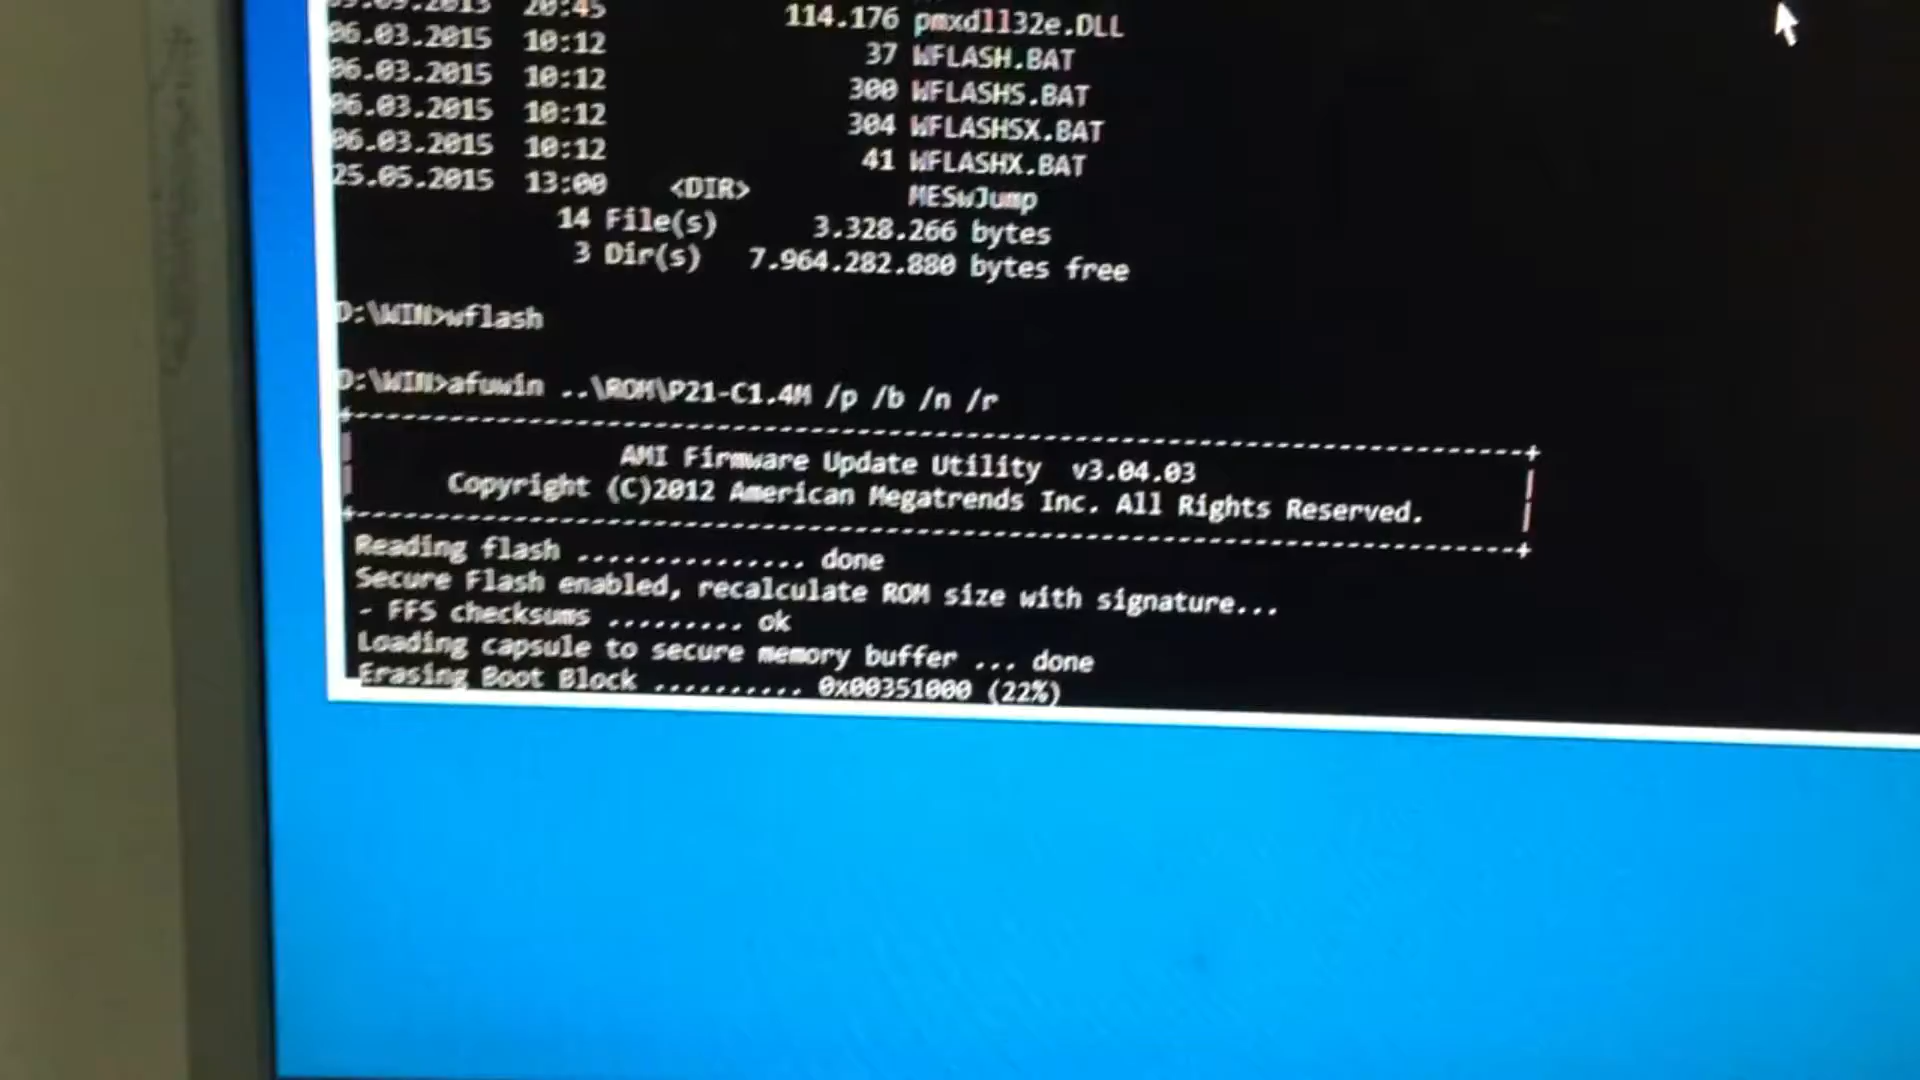 20:45 114.176 pmxdll32e.DLL
06.03.2015 10:12 37 WFLASH.BAT
06.03.2015 10:12 300 WFLASHS.BAT
06.03.2015 10:12 304 WFLASHSX.BAT
06.03.2015 10:12 41 WFLASHX.BAT
25.05.2015 13:00 <DIR> MESwJump
14 File(s) 3.328.266 bytes
3 Dir(s) 7.964.282.880 bytes free
D:\WIN>wflash
D:\WIN>afuwin ..\ROM\P21-C1.4M /p /b /n /r
+---------------------------------------------------------------------------+
| AMI Firmware Update Utility v3.04.03 |
| Copyright (C)2012 American Megatrends Inc. All Rights Reserved. |
+---------------------------------------------------------------------------+
Reading flash ............... done
Secure Flash enabled, recalculate ROM size with signature...
- FFS checksums ......... ok
Loading capsule to secure memory buffer ... done
Erasing Boot Block .......... 0x00351000 (22%)